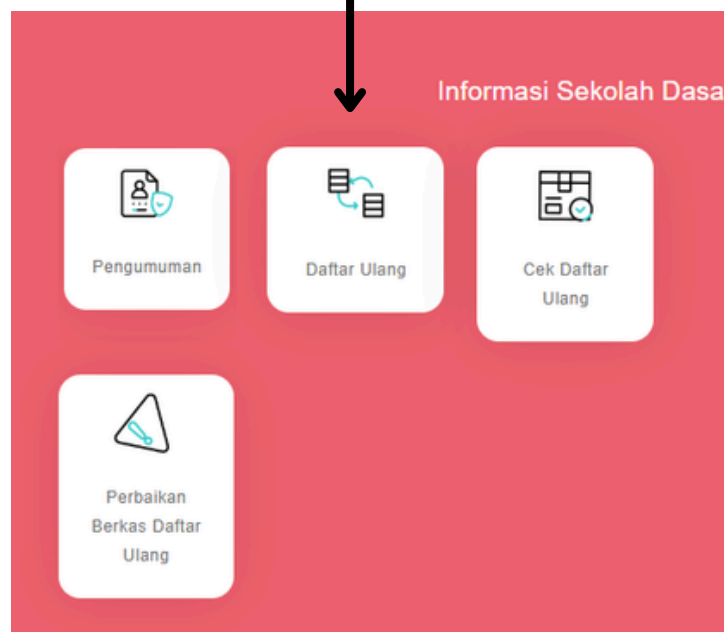 Informasi Sekolah Dasa
Pengumuman
Daftar Ulang
Cek Daftar
Ulang
Perbaikan
Berkas Daftar
Ulang